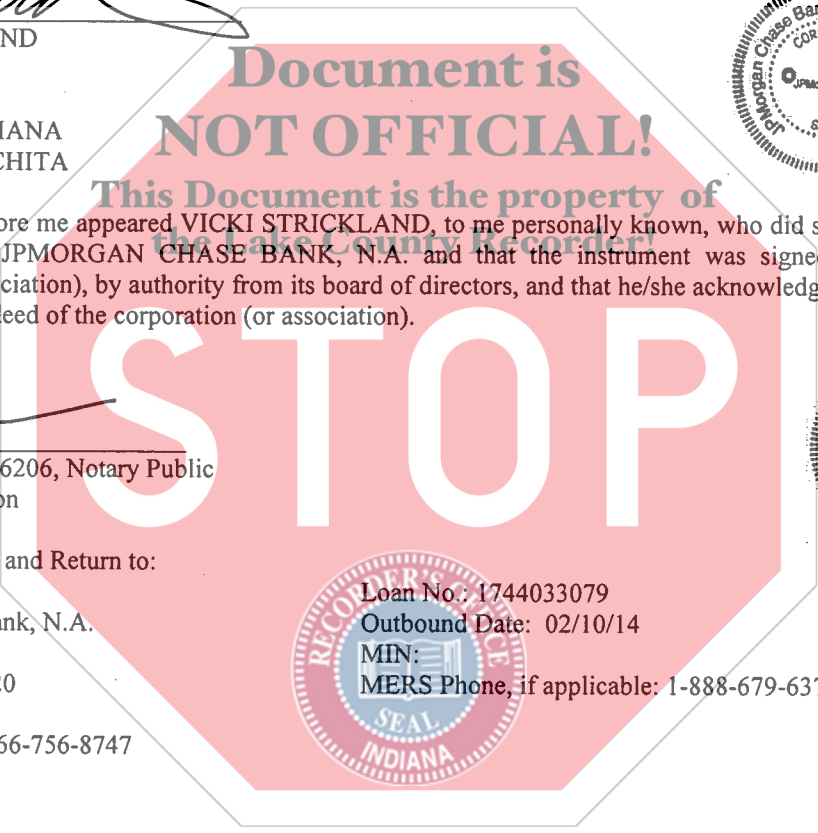 ND
Document is
IANA
NOT OFFICIAL!
CHITA
This Document is the property of
ore me appeared VICKI STRICKLAND, to me personally known, who did s
the Lake County Recorder!
JPMORGAN CHASE BANK, N.A. and that the instrument was signe
ciation), by authority from its board of directors, and that he/she acknowledg
leed of the corporation (or association).
STOP
6206, Notary Public
on
and Return to:
Loan No.: 1744033079
ank, N.A.
Outbound Date: 02/10/14
MIN:
20
MERS Phone, if applicable: 1-888-679-637
66-756-8747
RECORDER'S OFFICE
SEAL
INDIANA
JPMorgan Chase Ban
COR